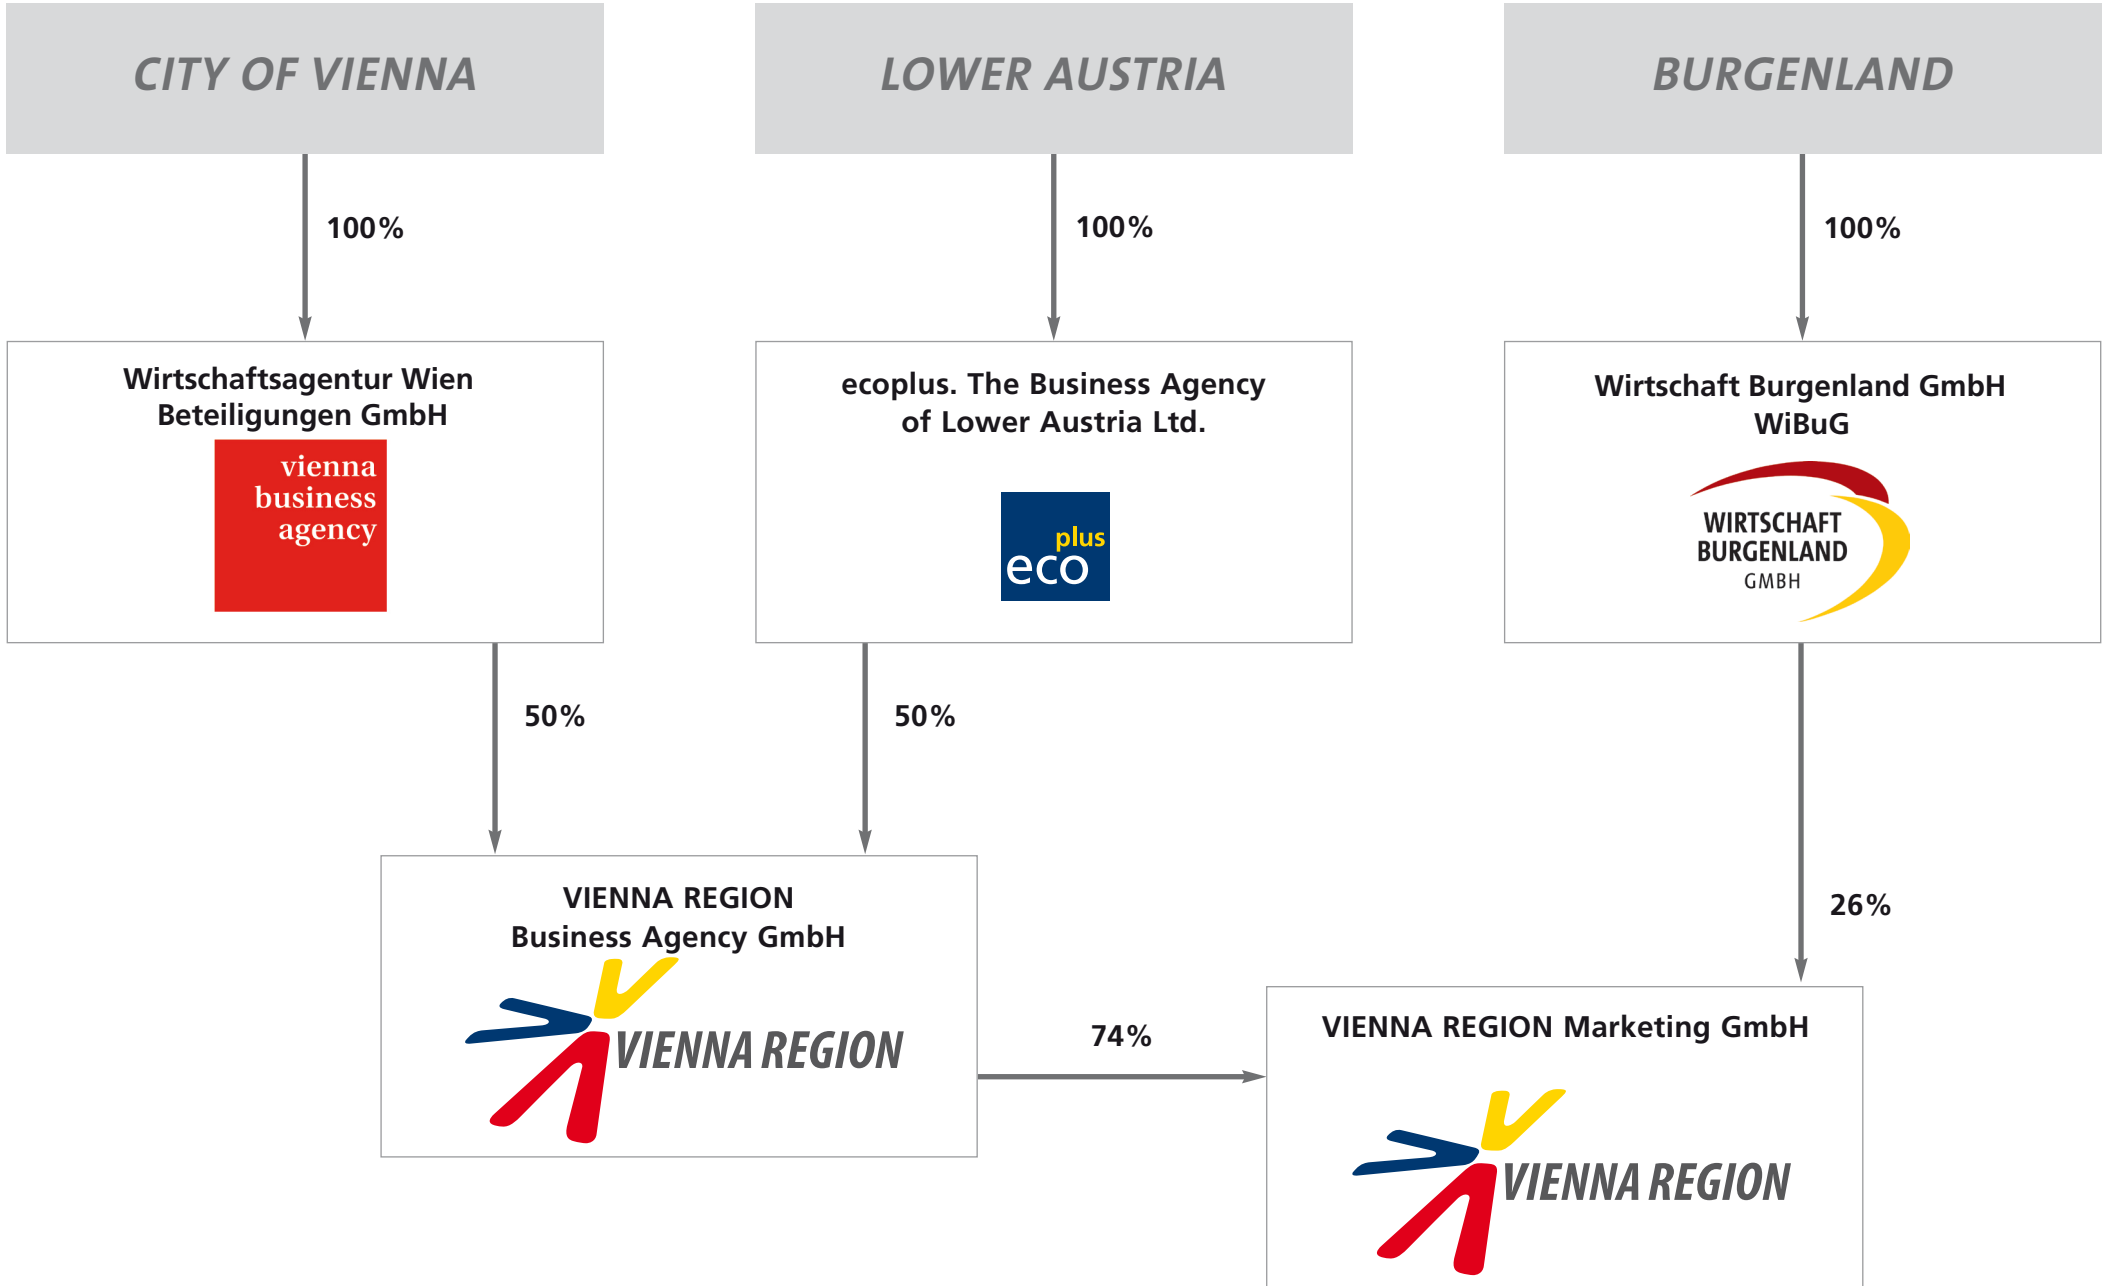 CITY OF VIENNA
LOWER AUSTRIA
BURGENLAND
100%
100%
100%
Wirtschaftsagentur Wien
Beteiligungen GmbH
vienna
business
agency
ecoplus. The Business Agency
of Lower Austria Ltd.
plus
eco
Wirtschaft Burgenland GmbH
WiBuG
WIRTSCHAFT
BURGENLAND
GMBH
50%
50%
26%
VIENNA REGION
Business Agency GmbH
VIENNA REGION
74%
VIENNA REGION Marketing GmbH
VIENNA REGION